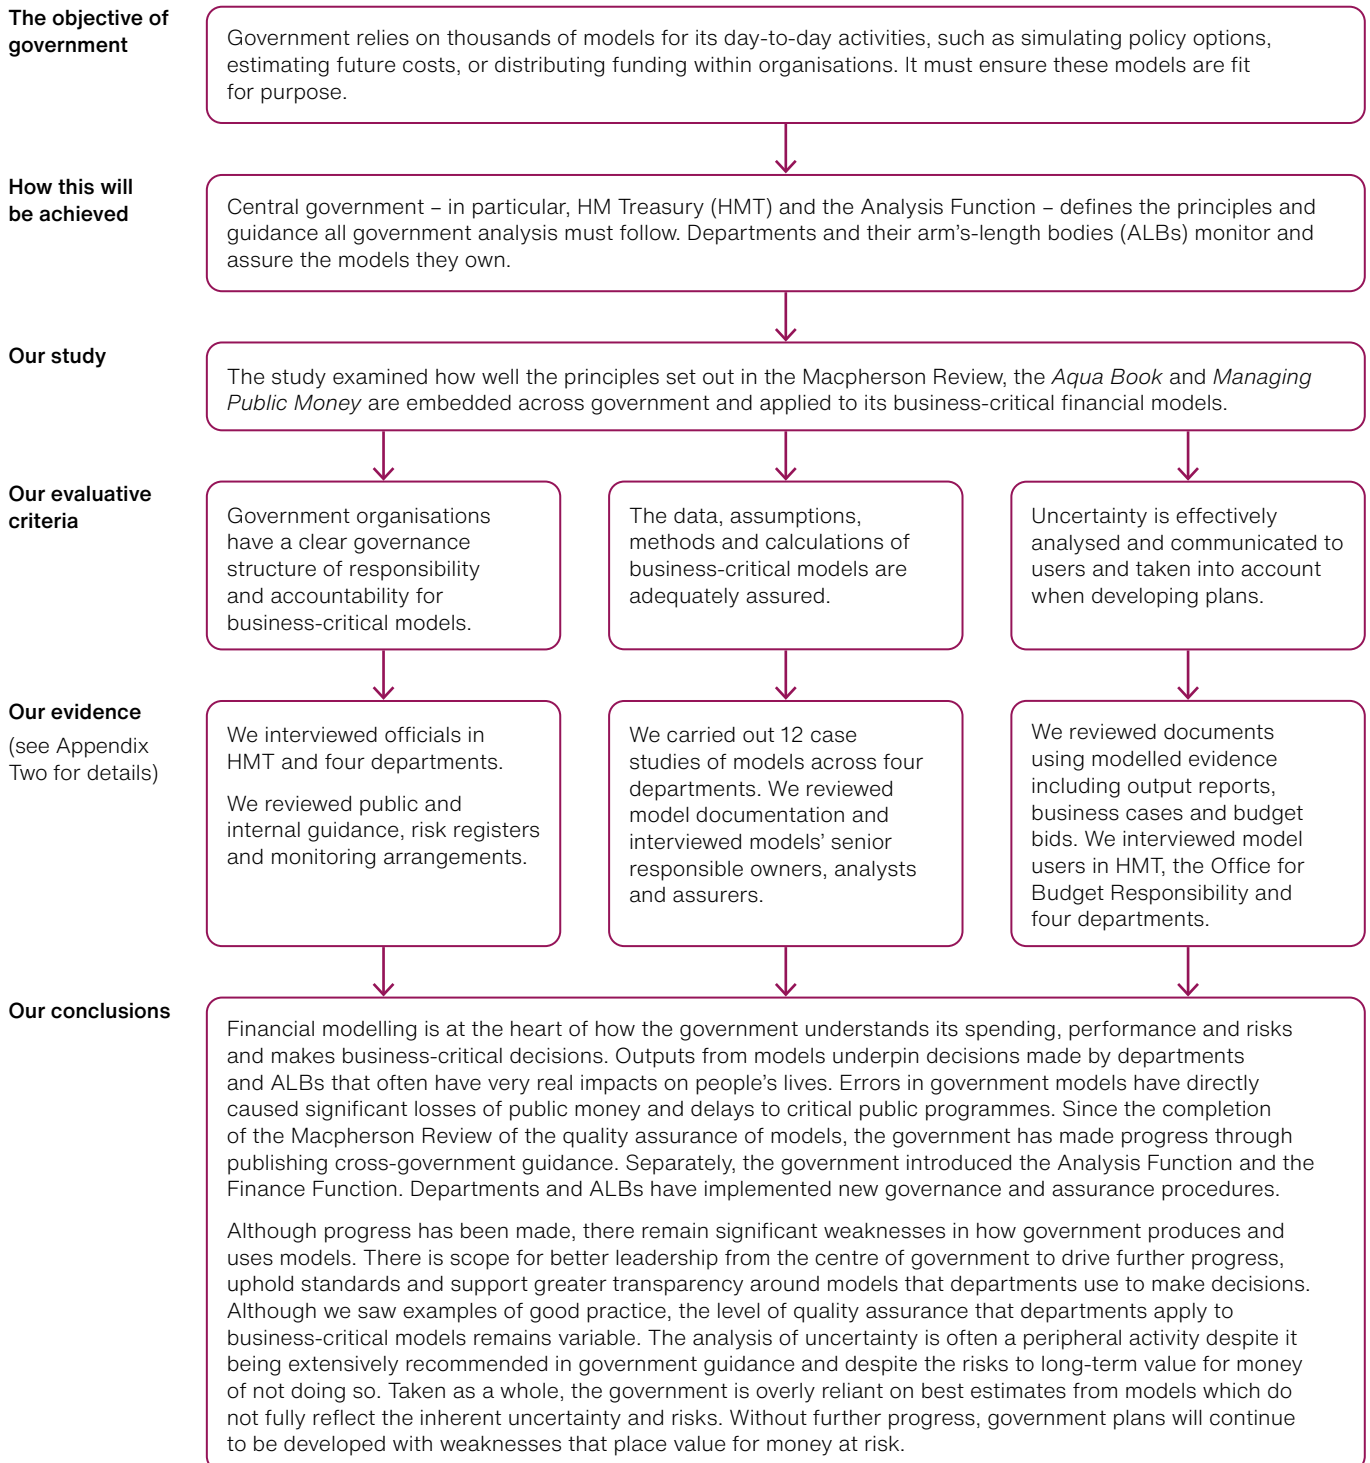 The objective of
government
Government relies on thousands of models for its day-to-day activities, such as simulating policy options,
estimating future costs, or distributing funding within organisations. It must ensure these models are fit
for purpose.
How this will
be achieved
Central government – in particular, HM Treasury (HMT) and the Analysis Function – defines the principles and
guidance all government analysis must follow. Departments and their arm’s-length bodies (ALBs) monitor and
assure the models they own.
Our study
The study examined how well the principles set out in the Macpherson Review, the Aqua Book and Managing
Public Money are embedded across government and applied to its business-critical financial models.
Our evaluative
criteria
Government organisations
have a clear governance
structure of responsibility
and accountability for
business-critical models.
The data, assumptions,
methods and calculations of
business-critical models are
adequately assured.
Uncertainty is effectively
analysed and communicated to
users and taken into account
when developing plans.
Our evidence
(see Appendix
Two for details)
We interviewed officials in
HMT and four departments.
We reviewed public and
internal guidance, risk registers
and monitoring arrangements.
We carried out 12 case
studies of models across four
departments. We reviewed
model documentation and
interviewed models’ senior
responsible owners, analysts
and assurers.
We reviewed documents
using modelled evidence
including output reports,
business cases and budget
bids. We interviewed model
users in HMT, the Office for
Budget Responsibility and
four departments.
Our conclusions
Financial modelling is at the heart of how the government understands its spending, performance and risks
and makes business-critical decisions. Outputs from models underpin decisions made by departments
and ALBs that often have very real impacts on people’s lives. Errors in government models have directly
caused significant losses of public money and delays to critical public programmes. Since the completion
of the Macpherson Review of the quality assurance of models, the government has made progress through
publishing cross-government guidance. Separately, the government introduced the Analysis Function and the
Finance Function. Departments and ALBs have implemented new governance and assurance procedures.
Although progress has been made, there remain significant weaknesses in how government produces and
uses models. There is scope for better leadership from the centre of government to drive further progress,
uphold standards and support greater transparency around models that departments use to make decisions.
Although we saw examples of good practice, the level of quality assurance that departments apply to
business-critical models remains variable. The analysis of uncertainty is often a peripheral activity despite it
being extensively recommended in government guidance and despite the risks to long-term value for money
of not doing so. Taken as a whole, the government is overly reliant on best estimates from models which do
not fully reflect the inherent uncertainty and risks. Without further progress, government plans will continue
to be developed with weaknesses that place value for money at risk.